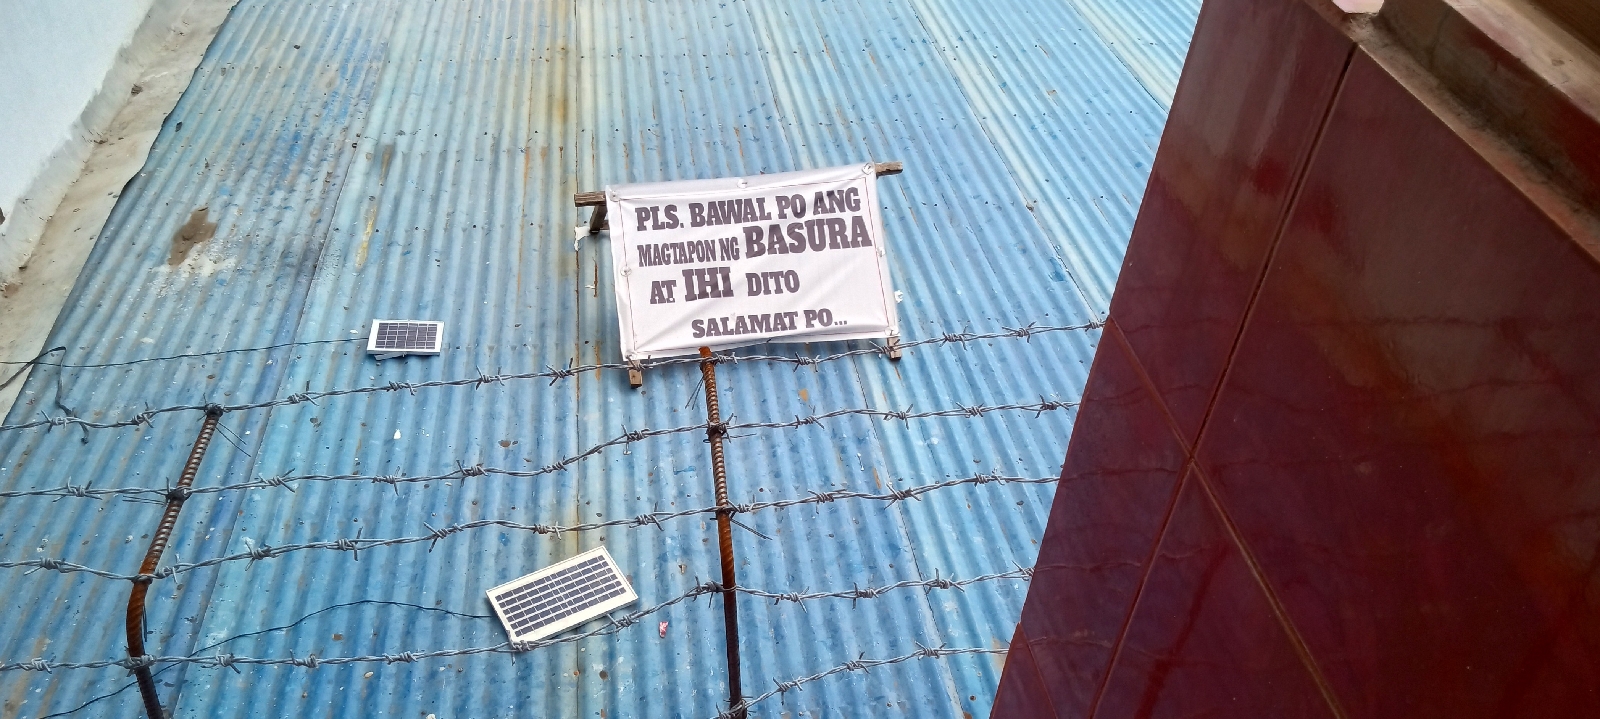 PLS. BAWAL PO ANG
MAGTAPON NG BASURA
AT IHI DITO
SALAMAT PO...